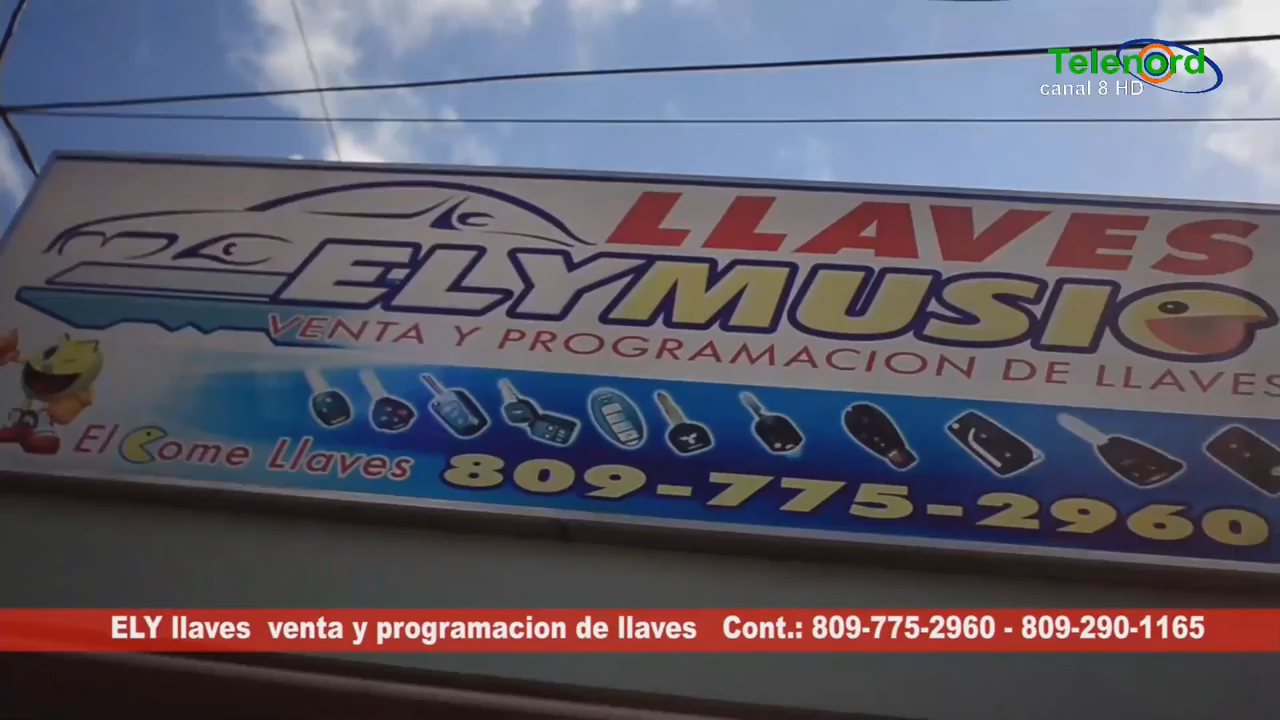 Telenord
canal 8 HD
LLAVES
ELYMUSIC
VENTA Y PROGRAMACION DE LLAVES
El Come Llaves
809-775-2960
ELY llaves venta y programacion de llaves Cont.: 809-775-2960 - 809-290-1165